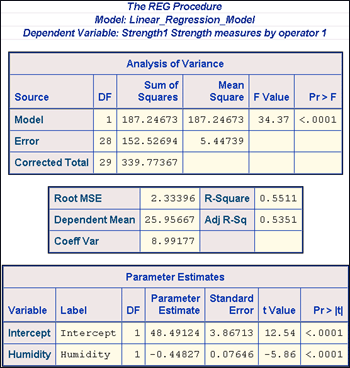 The REG Procedure
Model: Linear_Regression_Model
Dependent Variable: Strength1 Strength measures by operator 1
Analysis of Variance
Source DF Sum of Squares Mean Square F Value Pr > F
Model 1 187.24673 187.24673 34.37 <.0001
Error 28 152.52694 5.44739
Corrected Total 29 339.77367
Root MSE 2.33396 R-Square 0.5511
Dependent Mean 25.95667 Adj R-Sq 0.5351
Coeff Var 8.99177
Parameter Estimates
Variable Label DF Parameter Estimate Standard Error t Value Pr > |t|
Intercept Intercept 1 48.49124 3.86713 12.54 <.0001
Humidity Humidity 1 -0.44827 0.07646 -5.86 <.0001